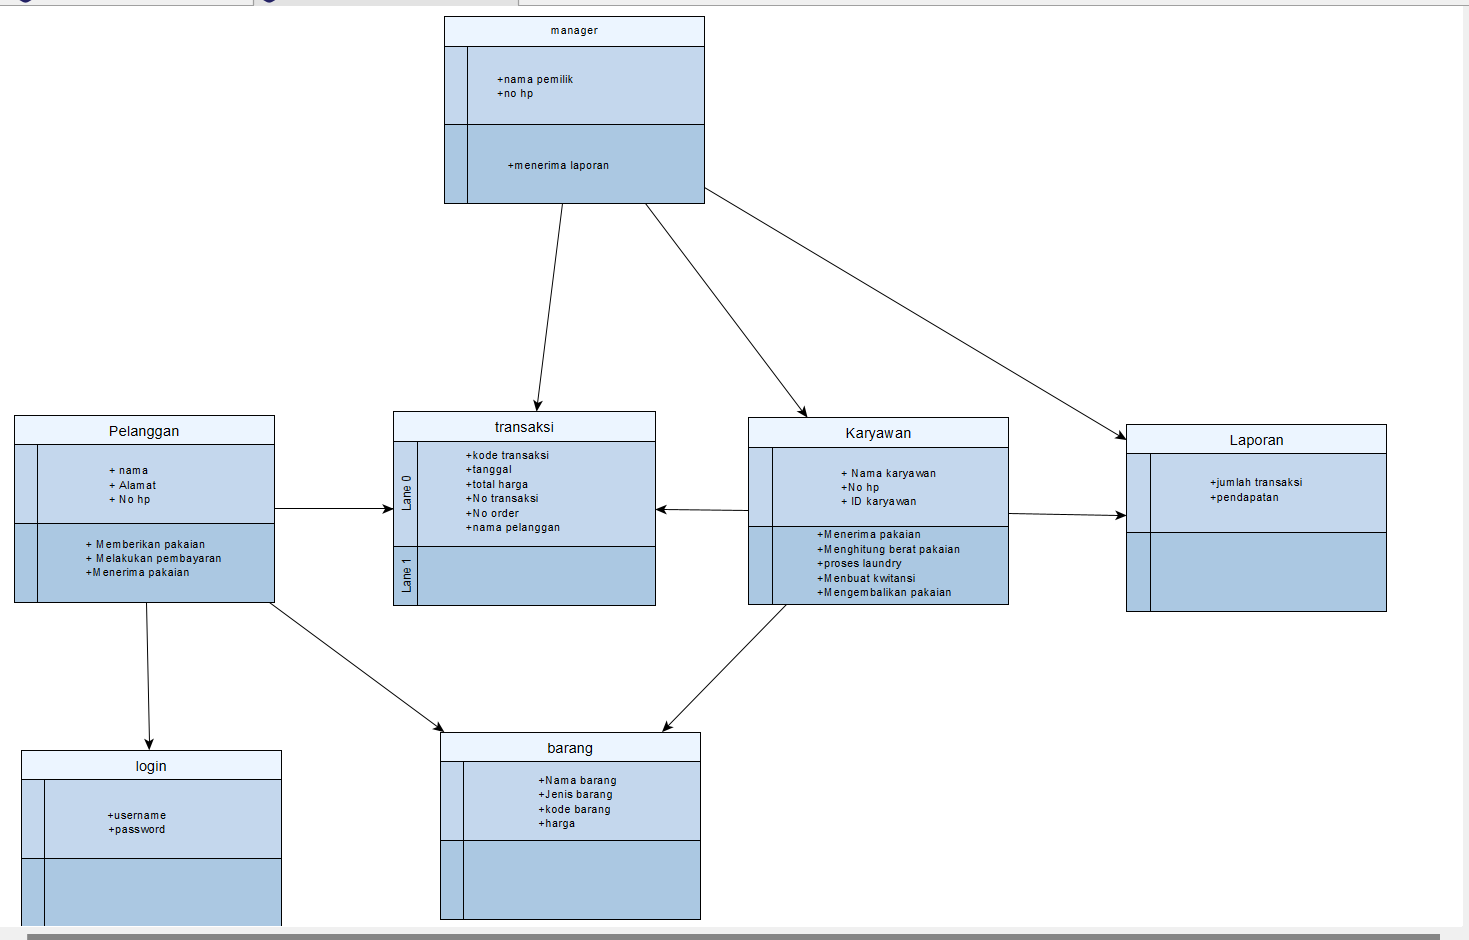 manager
+nama pemilik
+no hp
+menerima laporan
Pelanggan
+ nama
+ Alamat
+ No hp
+ Memberikan pakaian
+ Melakukan pembayaran
+Menerima pakaian
transaksi
Lane 0
+kode transaksi
+tanggal
+total harga
+No transaksi
+No order
+nama pelanggan
Lane 1
Karyawan
+ Nama karyawan
+No hp
+ ID karyawan
+Menerima pakaian
+Menghitung berat pakaian
+proses laundry
+Menbuat kwitansi
+Mengembalikan pakaian
Laporan
+jumlah transaksi
+pendapatan
login
+username
+password
barang
+Nama barang
+Jenis barang
+kode barang
+harga